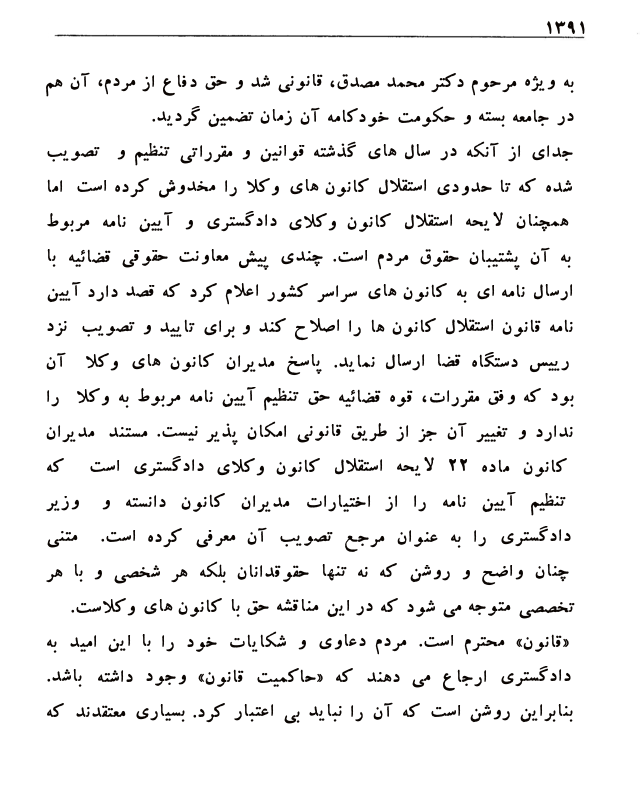 ۱۳۹۱
به ویژه مرحوم دکتر محمد مصدق، قانونی شد و حق دفاع از مردم، آن هم
در جامعه بسته و حکومت خودکامه آن زمان تضمین گردید.
جدای از آنکه در سال های گذشته قوانین و مقرراتی تنظیم و تصویب
شده که تا حدودی استقلال کانون های وکلا را مخدوش کرده است اما
همچنان لایحه استقلال کانون وکلای دادگستری و آیین نامه مربوط
به آن پشتیبان حقوق مردم است. چندی پیش معاونت حقوقی قضائیه با
ارسال نامه ای به کانون های سراسر کشور اعلام کرد که قصد دارد آیین
نامه قانون استقلال کانون ها را اصلاح کند و برای تایید و تصویب نزد
رییس دستگاه قضا ارسال نماید. پاسخ مدیران کانون های وکلا آن
بود که وفق مقررات، قوه قضائیه حق تنظیم آیین نامه مربوط به وکلا را
ندارد و تغییر آن جز از طریق قانونی امکان پذیر نیست. مستند مدیران
کانون ماده ۲۲ لایحه استقلال کانون وکلای دادگستری است که
تنظیم آیین نامه را از اختیارات مدیران کانون دانسته و وزیر
دادگستری را به عنوان مرجع تصویب آن معرفی کرده است. متنی
چنان واضح و روشن که نه تنها حقوقدانان بلکه هر شخصی و با هر
تخصصی متوجه می شود که در این مناقشه حق با کانون های وکلاست.
«قانون» محترم است. مردم دعاوی و شکایات خود را با این امید به
دادگستری ارجاع می دهند که «حاکمیت قانون» وجود داشته باشد.
بنابراین روشن است که آن را نباید بی اعتبار کرد. بسیاری معتقدند که